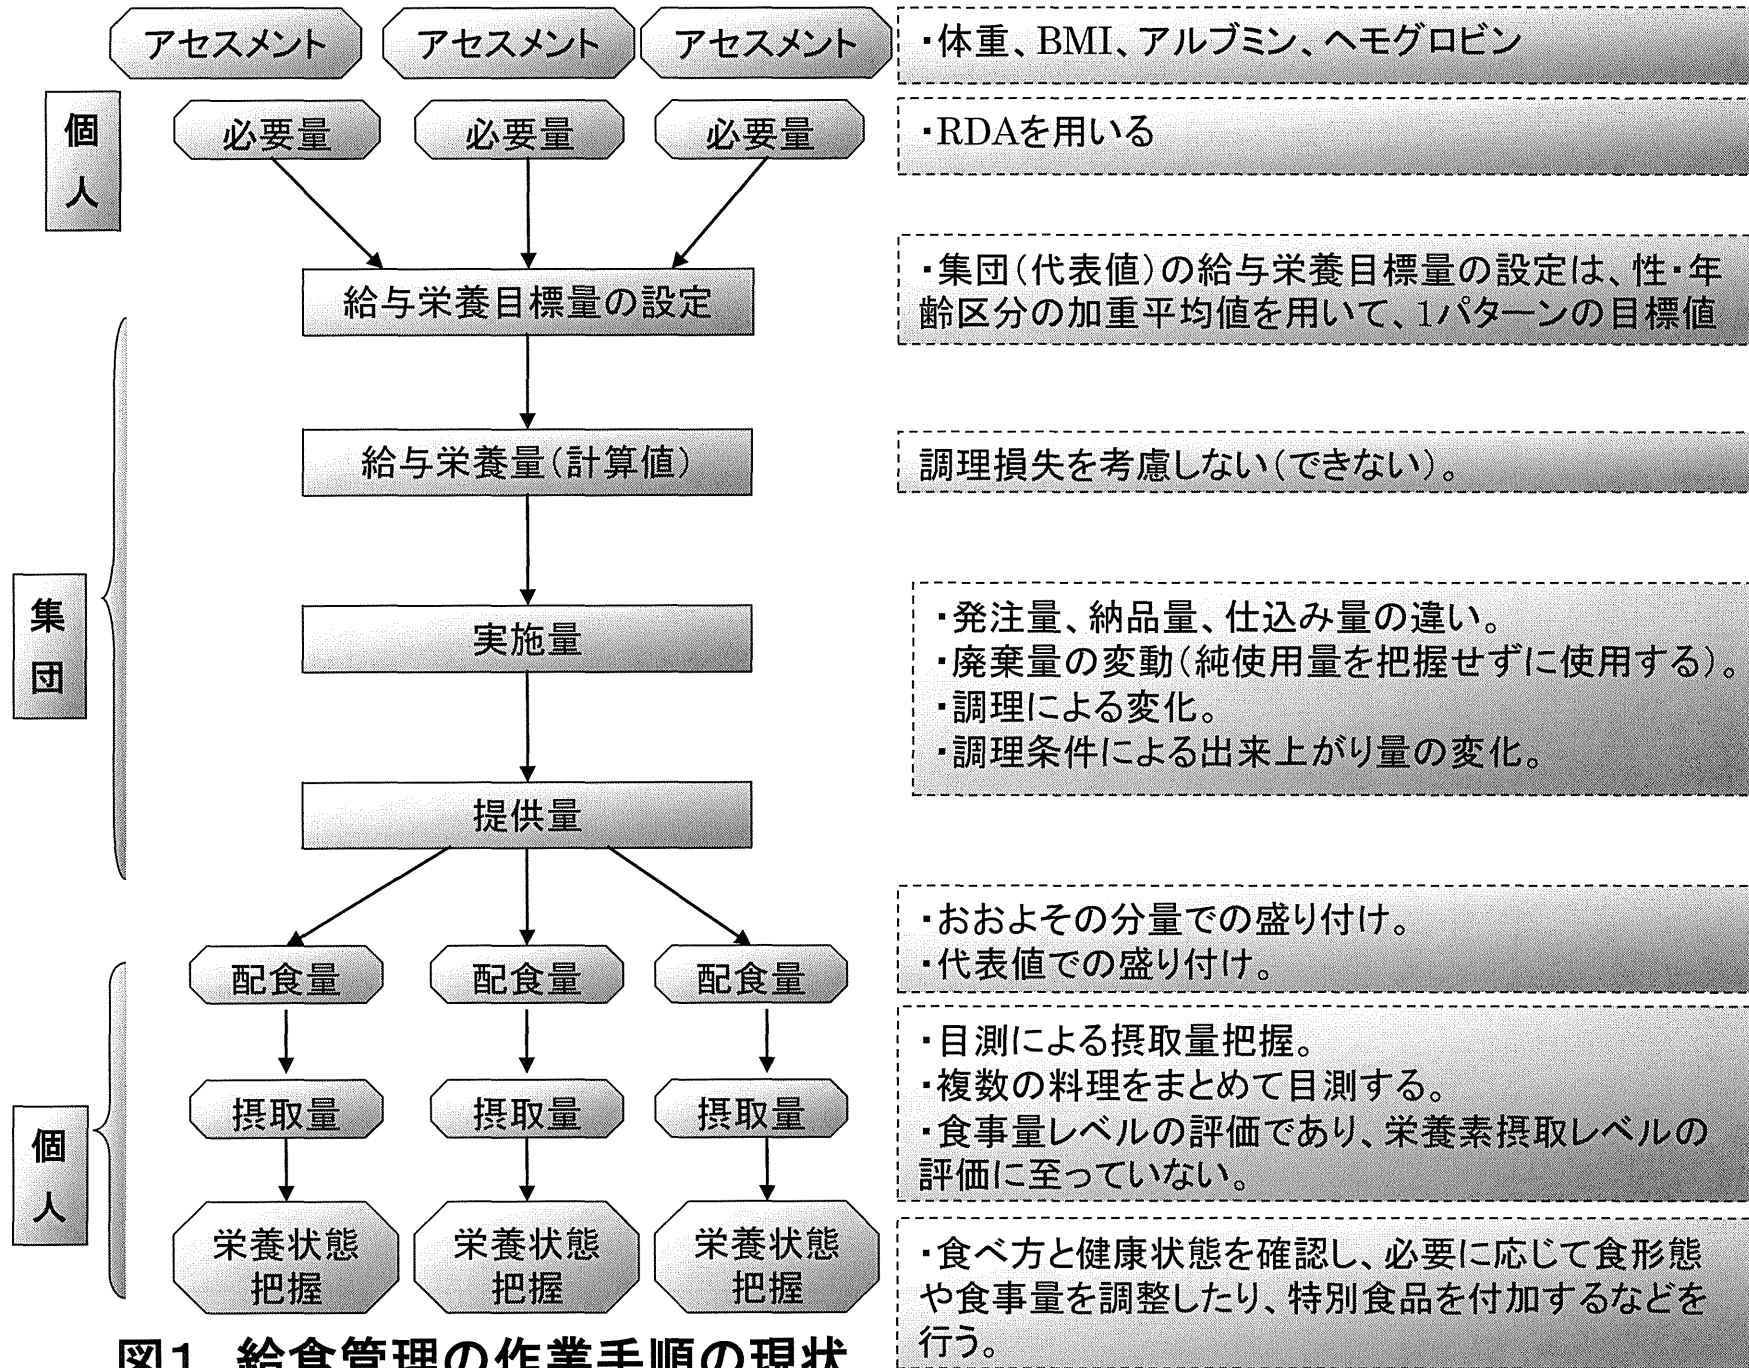 アセスメント アセスメント アセスメント
・体重、BMI、アルブミン、ヘモグロビン
個
人
必要量 必要量 必要量
・RDAを用いる
給与栄養目標量の設定
・集団（代表値）の給与栄養目標量の設定は、性・年
齢区分の加重平均値を用いて、1パターンの目標値
給与栄養量（計算値）
調理損失を考慮しない（できない）。
集
団
実施量
・発注量、納品量、仕込み量の違い。
・廃棄量の変動（純使用量を把握せずに使用する）。
・調理による変化。
・調理条件による出来上がり量の変化。
提供量
配食量 配食量 配食量
・おおよその分量での盛り付け。
・代表値での盛り付け。
個
人
摂取量 摂取量 摂取量
・目測による摂取量把握。
・複数の料理をまとめて目測する。
・食事量レベルの評価であり、栄養素摂取レベルの
評価に至っていない。
栄養状態 栄養状態 栄養状態
把握 把握 把握
・食べ方と健康状態を確認し、必要に応じて食形態
や食事量を調整したり、特別食品を付加するなどを
行う。
図1 給食管理の作業手順の現状